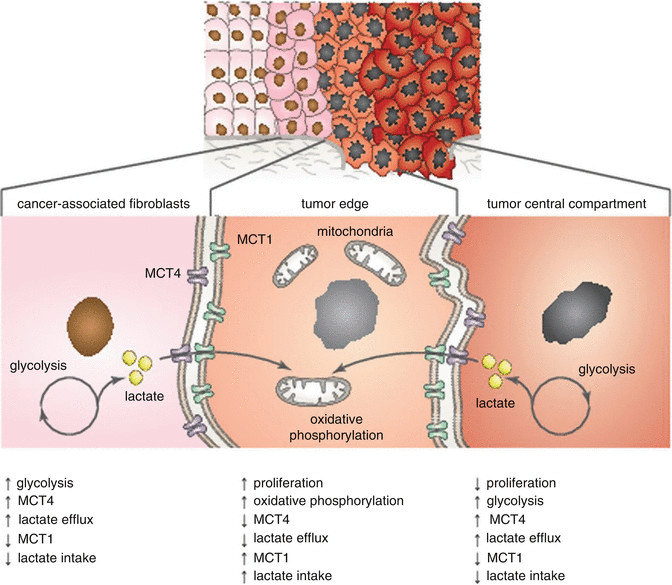 cancer-associated fibroblasts
tumor edge
tumor central compartment
mitochondria
MCT1
MCT4
glycolysis
lactate
oxidative
phosphorylation
lactate
glycolysis
↑ glycolysis
↑ MCT4
↑ lactate efflux
↓ MCT1
↓ lactate intake
↑ proliferation
↑ oxidative phosphorylation
↓ MCT4
↓ lactate efflux
↑ MCT1
↑ lactate intake
↓ proliferation
↑ glycolysis
↑ MCT4
↑ lactate efflux
↓ MCT1
↓ lactate intake